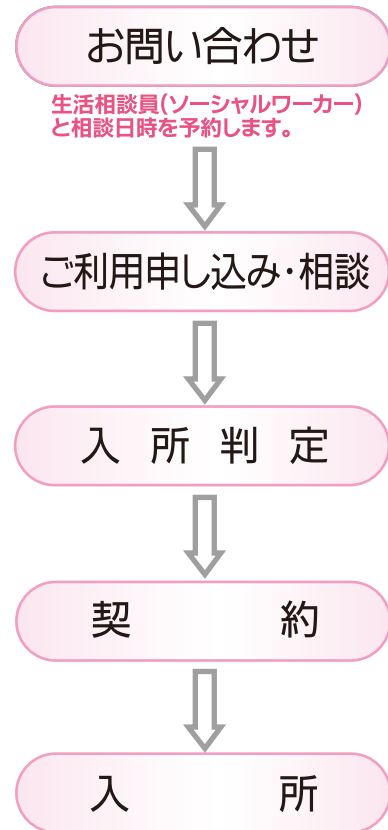 お問い合わせ
生活相談員(ソーシャルワーカー)
と相談日時を予約します。
ご利用申し込み・相談
入所判定
契約
入所